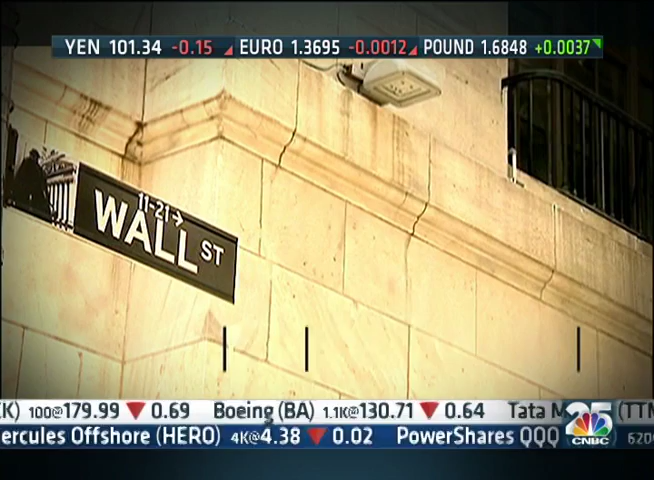 YEN 101.34 -0.15 EURO 1.3695 -0.0012 POUND 1.6848 +0.0037
11-21→
WALL ST
K) 100@179.99 ▼ 0.69 Boeing (BA) 1.1K@130.71 ▼ 0.64 Tata M (TTM
ercules Offshore (HERO) 4K@4.38 ▼ 0.02 PowerShares QQQ 620
25
CNBC